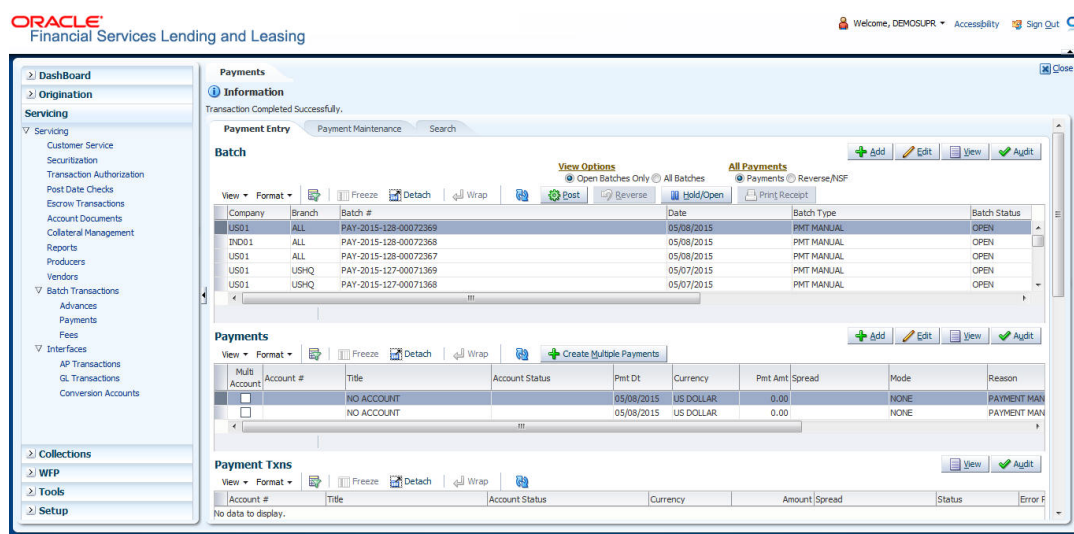 ORACLE
Financial Services Lending and Leasing
Welcome, DEMOSUPR Accessibility Sign Out
DashBoard
Origination
Servicing
Servicing
Customer Service
Securitization
Transaction Authorization
Post Date Checks
Escrow Transactions
Account Documents
Collateral Management
Reports
Producers
Vendors
Batch Transactions
Advances
Payments
Fees
Interfaces
AP Transactions
GL Transactions
Conversion Accounts
Collections
WFP
Tools
Setup
Payments
Close
Information
Transaction Completed Successfully.
Payment Entry Payment Maintenance Search
Batch
Add Edit View Audit
View Options All Payments
Open Batches Only All Batches Payments Reverse/NSF
View Format Freeze Detach Wrap Post Reverse Hold/Open Print Receipt
Company Branch Batch # Date Batch Type Batch Status
US01 ALL PAY-2015-128-00072369 05/08/2015 PMT MANUAL OPEN
IND01 ALL PAY-2015-128-00072368 05/08/2015 PMT MANUAL OPEN
US01 ALL PAY-2015-128-00072367 05/08/2015 PMT MANUAL OPEN
US01 USHQ PAY-2015-127-00071369 05/07/2015 PMT MANUAL OPEN
US01 USHQ PAY-2015-127-00071368 05/07/2015 PMT MANUAL OPEN
Payments
Add Edit View Audit
View Format Freeze Detach Wrap Create Multiple Payments
Multi Account Account # Title Account Status Pmt Dt Currency Pmt Amt Spread Mode Reason
NO ACCOUNT 05/08/2015 US DOLLAR 0.00 NONE PAYMENT MAN
NO ACCOUNT 05/08/2015 US DOLLAR 0.00 NONE PAYMENT MAN
Payment Txns
View Audit
View Format Freeze Detach Wrap
Account # Title Account Status Currency Amount Spread Status Error
No data to display.